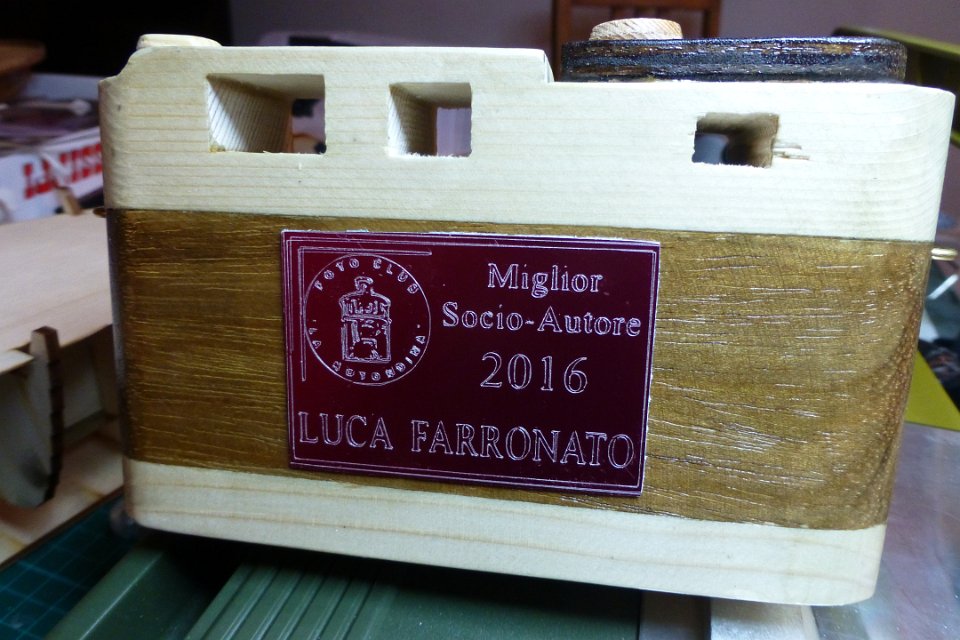 FOTO CLUB
LA ROTONDINA
Miglior
Socio-Autore
2016
LUCA FARRONATO